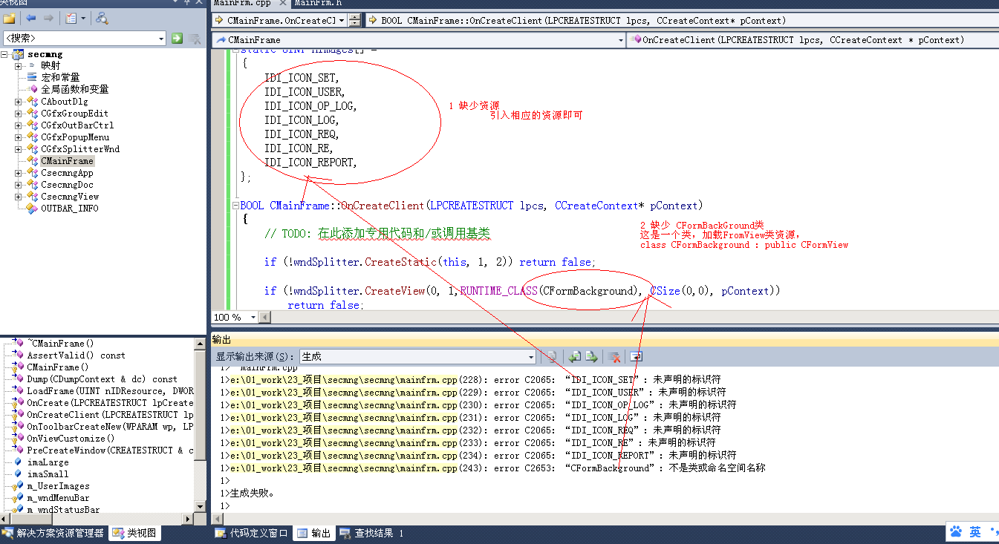 类视图
<搜索>
secmng
映射
宏和常量
全局函数和变量
CAboutDlg
CGfxGroupEdit
CGfxOutBarCtrl
CGfxPopupMenu
CGfxSplitterWnd
CMainFrame
CsecmngApp
CsecmngDoc
CsecmngView
OUTBAR_INFO
~CMainFrame()
AssertValid() const
CMainFrame()
Dump(CDumpContext & dc) const
LoadFrame(UINT nIDResource, DWOR
OnCreate(LPCREATESTRUCT lpCreate
OnCreateClient(LPCREATESTRUCT lp
OnToolbarCreateNew(WPARAM wp, LP
OnViewCustomize()
PreCreateWindow(CREATESTRUCT & c
imaLarge
imaSmall
m_UserImages
m_wndMenuBar
m_wndStatusBar
解决方案资源管理器 类视图
MainFrm.cpp MainFrm.h
CMainFrame.OnCreateCl BOOL CMainFrame::OnCreateClient(LPCREATESTRUCT lpcs, CCreateContext* pContext)
CMainFrame OnCreateClient(LPCREATESTRUCT lpcs, CCreateContext * pContext)
static UINT nImages[] =
{
IDI_ICON_SET,
IDI_ICON_USER,
IDI_ICON_OP_LOG,
IDI_ICON_LOG,
IDI_ICON_REQ,
IDI_ICON_RE,
IDI_ICON_REPORT,
};
1 缺少资源
引入相应的资源即可
BOOL CMainFrame::OnCreateClient(LPCREATESTRUCT lpcs, CCreateContext* pContext)
{
// TODO: 在此添加专用代码和/或调用基类
2 缺少 CFormBackGround类
这是一个类，加载FromView类资源，
class CFormBackground : public CFormView
if (!wndSplitter.CreateStatic(this, 1, 2)) return false;
if (!wndSplitter.CreateView(0, 1,RUNTIME_CLASS(CFormBackground), CSize(0,0), pContext))
return false;
100 %
输出
显示输出来源(S): 生成
1> MainFrm.cpp
1>e:\01_work\23_项目\secmng\secmng\mainfrm.cpp(228): error C2065: “IDI_ICON_SET”: 未声明的标识符
1>e:\01_work\23_项目\secmng\secmng\mainfrm.cpp(229): error C2065: “IDI_ICON_USER”: 未声明的标识符
1>e:\01_work\23_项目\secmng\secmng\mainfrm.cpp(230): error C2065: “IDI_ICON_OP_LOG”: 未声明的标识符
1>e:\01_work\23_项目\secmng\secmng\mainfrm.cpp(231): error C2065: “IDI_ICON_LOG”: 未声明的标识符
1>e:\01_work\23_项目\secmng\secmng\mainfrm.cpp(232): error C2065: “IDI_ICON_REQ”: 未声明的标识符
1>e:\01_work\23_项目\secmng\secmng\mainfrm.cpp(233): error C2065: “IDI_ICON_RE”: 未声明的标识符
1>e:\01_work\23_项目\secmng\secmng\mainfrm.cpp(234): error C2065: “IDI_ICON_REPORT”: 未声明的标识符
1>e:\01_work\23_项目\secmng\secmng\mainfrm.cpp(243): error C2653: “CFormBackground”: 不是类或命名空间名称
1>
1>生成失败。
1>
代码定义窗口 输出 查找结果 1
英